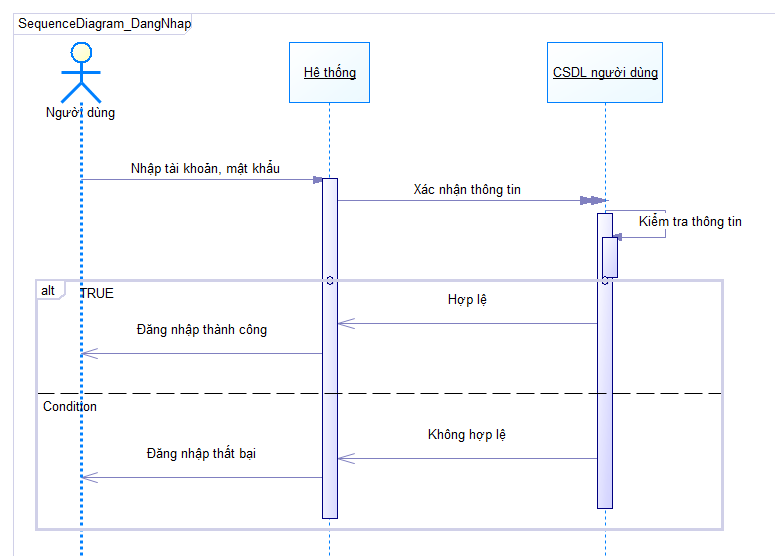 SequenceDiagram_DangNhap
Người dùng
Hê thống
CSDL người dùng
Nhập tài khoản, mật khẩu
Xác nhận thông tin
Kiểm tra thông tin
alt
TRUE
Hợp lệ
Đăng nhập thành công
Condition
Không hợp lệ
Đăng nhập thất bại